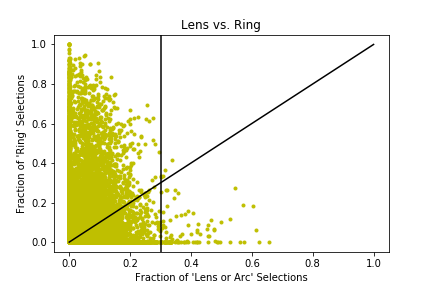 Lens vs. Ring
Fraction of 'Ring' Selections
1.0
0.8
0.6
0.4
0.2
0.0
0.0 0.2 0.4 0.6 0.8 1.0
Fraction of 'Lens or Arc' Selections